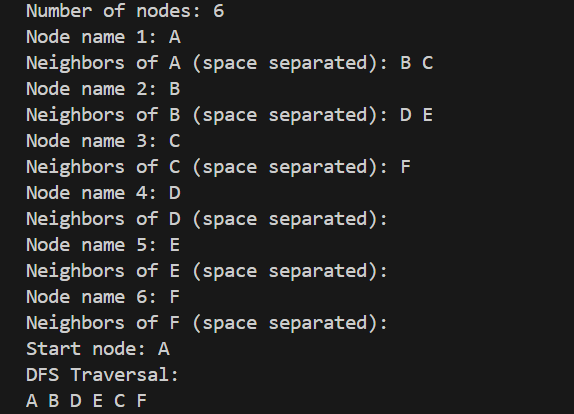 Number of nodes: 6
Node name 1: A
Neighbors of A (space separated): B C
Node name 2: B
Neighbors of B (space separated): D E
Node name 3: C
Neighbors of C (space separated): F
Node name 4: D
Neighbors of D (space separated):
Node name 5: E
Neighbors of E (space separated):
Node name 6: F
Neighbors of F (space separated):
Start node: A
DFS Traversal:
A B D E C F